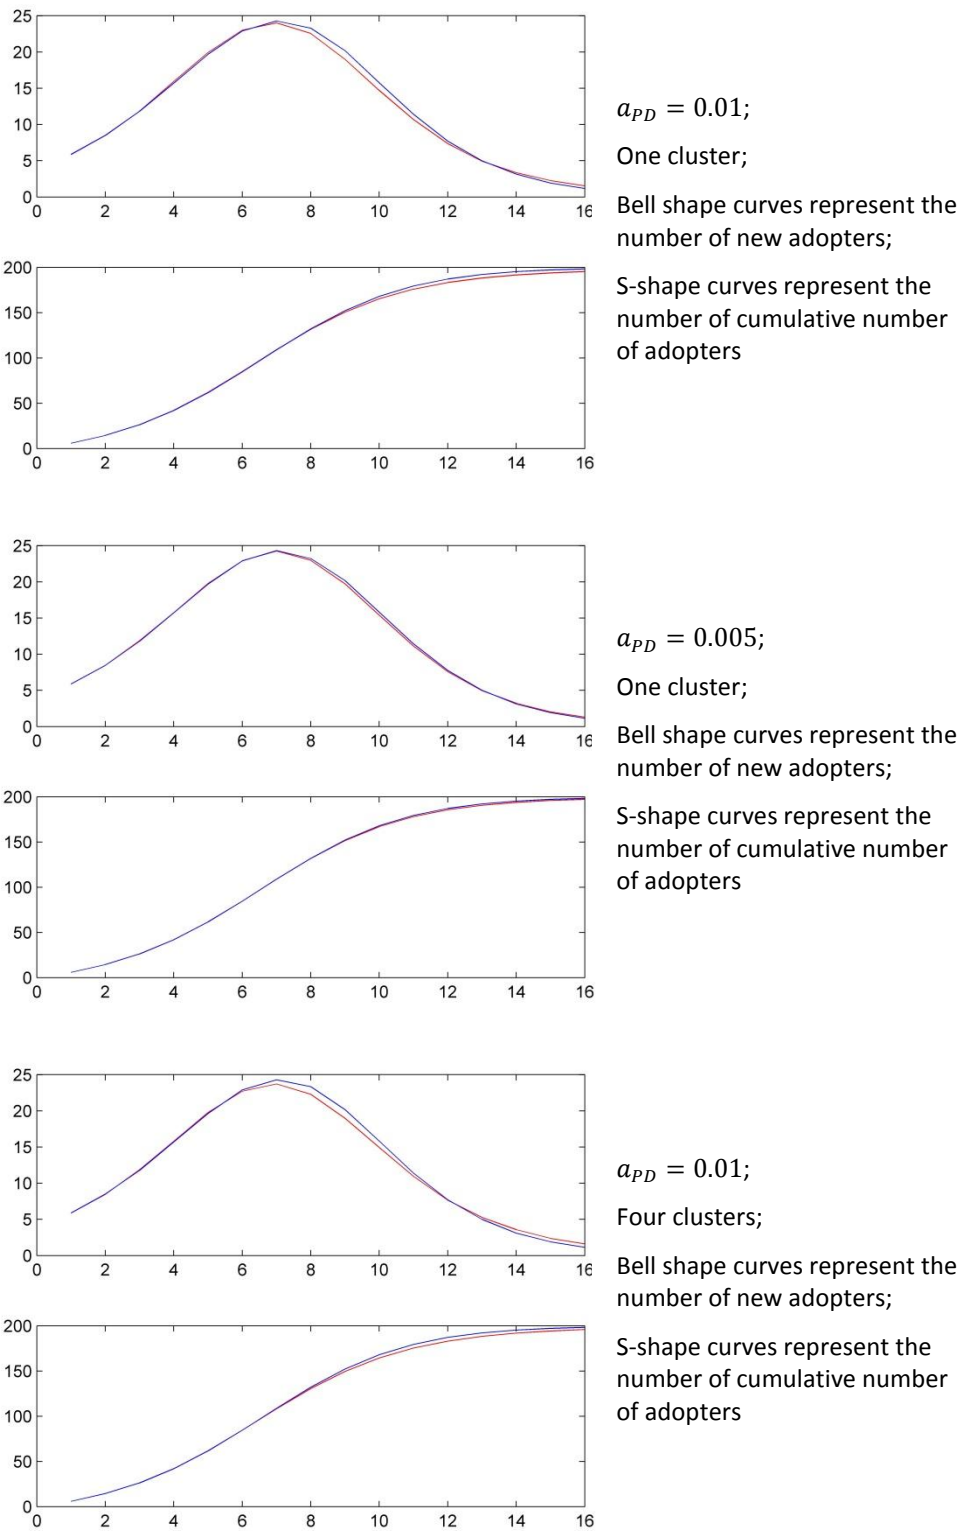 25
20
15
10
5
0
0 2 4 6 8 10 12 14 16
200
150
100
50
0
0 2 4 6 8 10 12 14 16
a_PD = 0.01;
One cluster;
Bell shape curves represent the
number of new adopters;
S-shape curves represent the
number of cumulative number
of adopters
25
20
15
10
5
0
0 2 4 6 8 10 12 14 16
200
150
100
50
0
0 2 4 6 8 10 12 14 16
a_PD = 0.005;
One cluster;
Bell shape curves represent the
number of new adopters;
S-shape curves represent the
number of cumulative number
of adopters
25
20
15
10
5
0
0 2 4 6 8 10 12 14 16
200
150
100
50
0
0 2 4 6 8 10 12 14 16
a_PD = 0.01;
Four clusters;
Bell shape curves represent the
number of new adopters;
S-shape curves represent the
number of cumulative number
of adopters